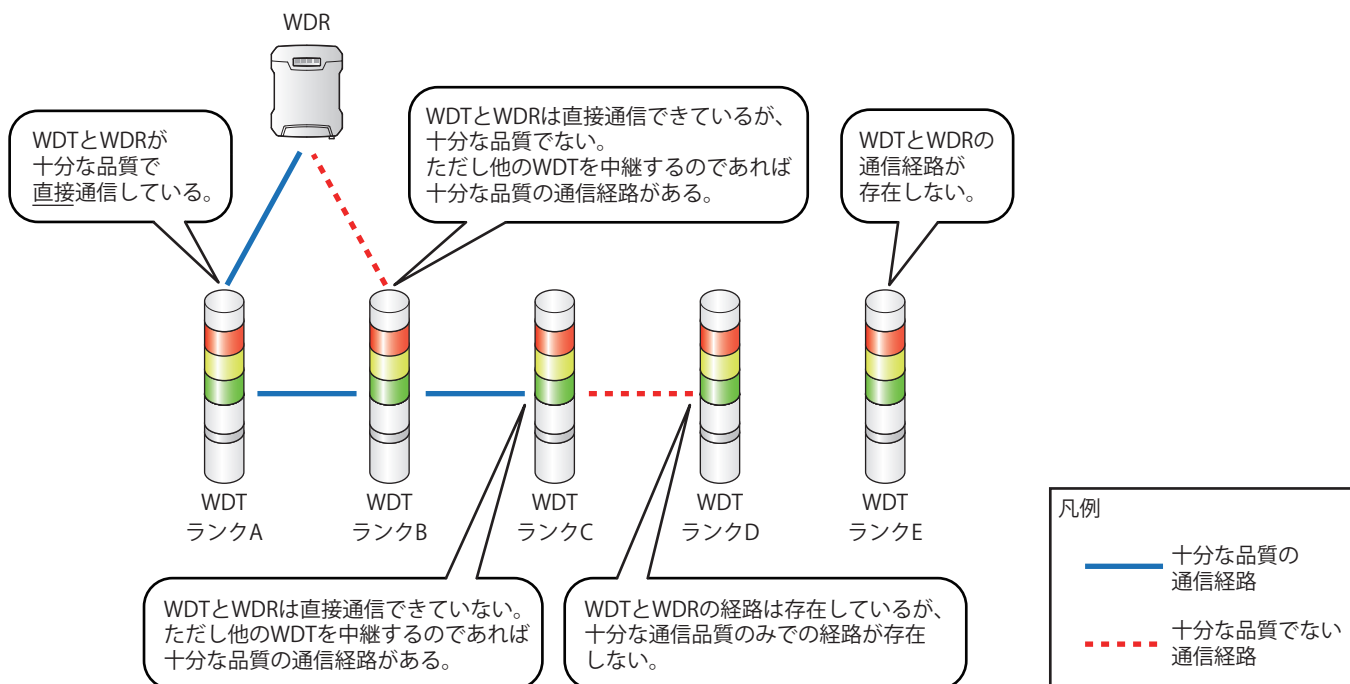 WDR
WDTとWDRが
十分な品質で
直接通信している。
WDTとWDRは直接通信できているが、
十分な品質でない。
ただし他のWDTを中継するのであれば
十分な品質の通信経路がある。
WDTとWDRの
通信経路が
存在しない。
WDT
ランクA
WDT
ランクB
WDT
ランクC
WDT
ランクD
WDT
ランクE
WDTとWDRは直接通信できていない。
ただし他のWDTを中継するのであれば
十分な品質の通信経路がある。
WDTとWDRの経路は存在しているが、
十分な通信品質のみでの経路が存在
しない。
凡例
十分な品質の
通信経路
十分な品質でない
通信経路